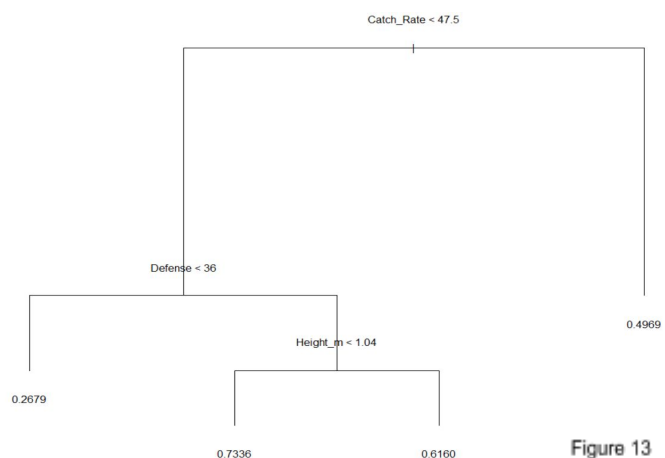 Catch_Rate < 47.5
Defense < 36
0.4969
Height_m < 1.04
0.2679
0.7336
0.6160
Figure 13